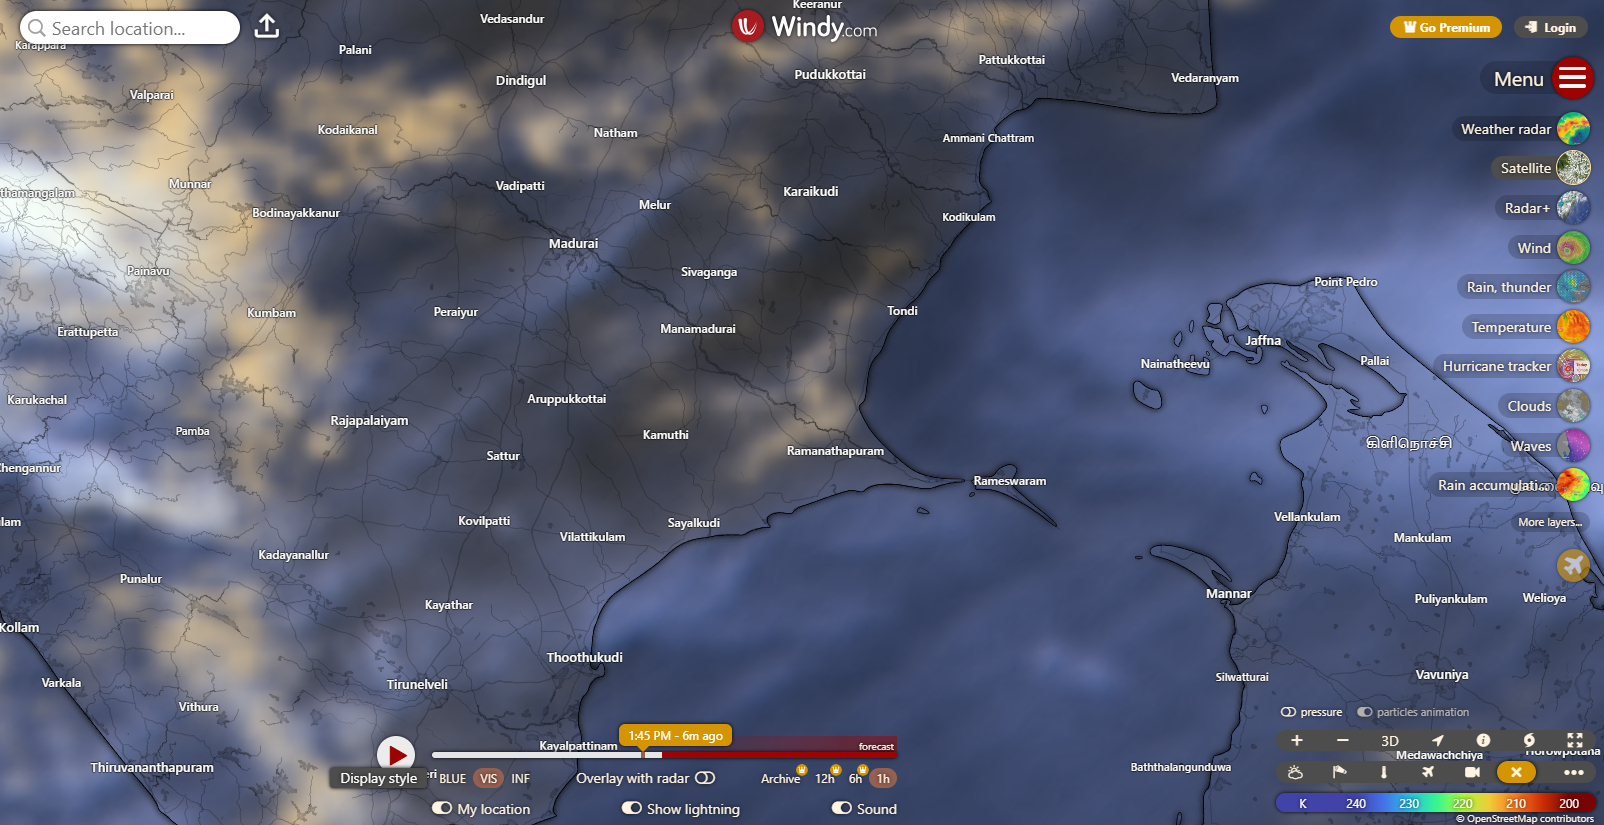 Search location...
Windy.com
Go Premium
Login
Menu
Weather radar
Satellite
Radar+
Wind
Rain, thunder
Temperature
Hurricane tracker
Clouds
Waves
Rain accumulati...
More layers...
Keeranur
Vedasandur
Karappara
Palani
Pattukkottai
Dindigul
Pudukkottai
Vedaranyam
Valparai
Kodaikanal
Natham
Ammani Chattram
Munnar
Vadipatti
Karaikudi
thamangalam
Melur
Bodinayakkanur
Kodikulam
Madurai
Painavu
Sivaganga
Point Pedro
Kumbam
Peraiyur
Tondi
Erattupetta
Manamadurai
Jaffna
Nainatheevu
Pallai
Karukachal
Aruppukkottai
Rajapalaiyam
Pamba
Kamuthi
கிளிநொச்சி
Sattur
Ramanathapuram
Chengannur
Rameswaram
lam
Kovilpatti
Sayalkudi
Vellankulam
Vilattikulam
Mankulam
Kadayanallur
Punalur
Mannar
Puliyankulam
Welioya
Kayathar
Kollam
Thoothukudi
Vavuniya
Silwatturai
Varkala
Tirunelveli
Vithura
Kayalpattinam
Thiruvananthapuram
Baththalangunduwa
Medawachchiya
Horowpotana
1:45 PM - 6m ago
forecast
Display style
eri
BLUE
VIS
INF
Overlay with radar
Archive
12h
6h
1h
My location
Show lightning
Sound
pressure
particles animation
3D
K
240
230
220
210
200
© OpenStreetMap contributors